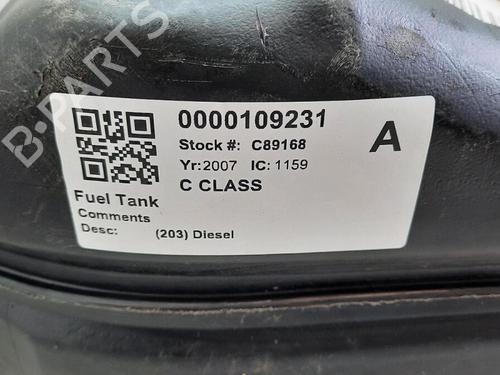 B-PARTS
0000109231
Stock #: C89168
A
Yr: 2007 IC: 1159
C CLASS
Fuel Tank
Comments
Desc: (203) Diesel